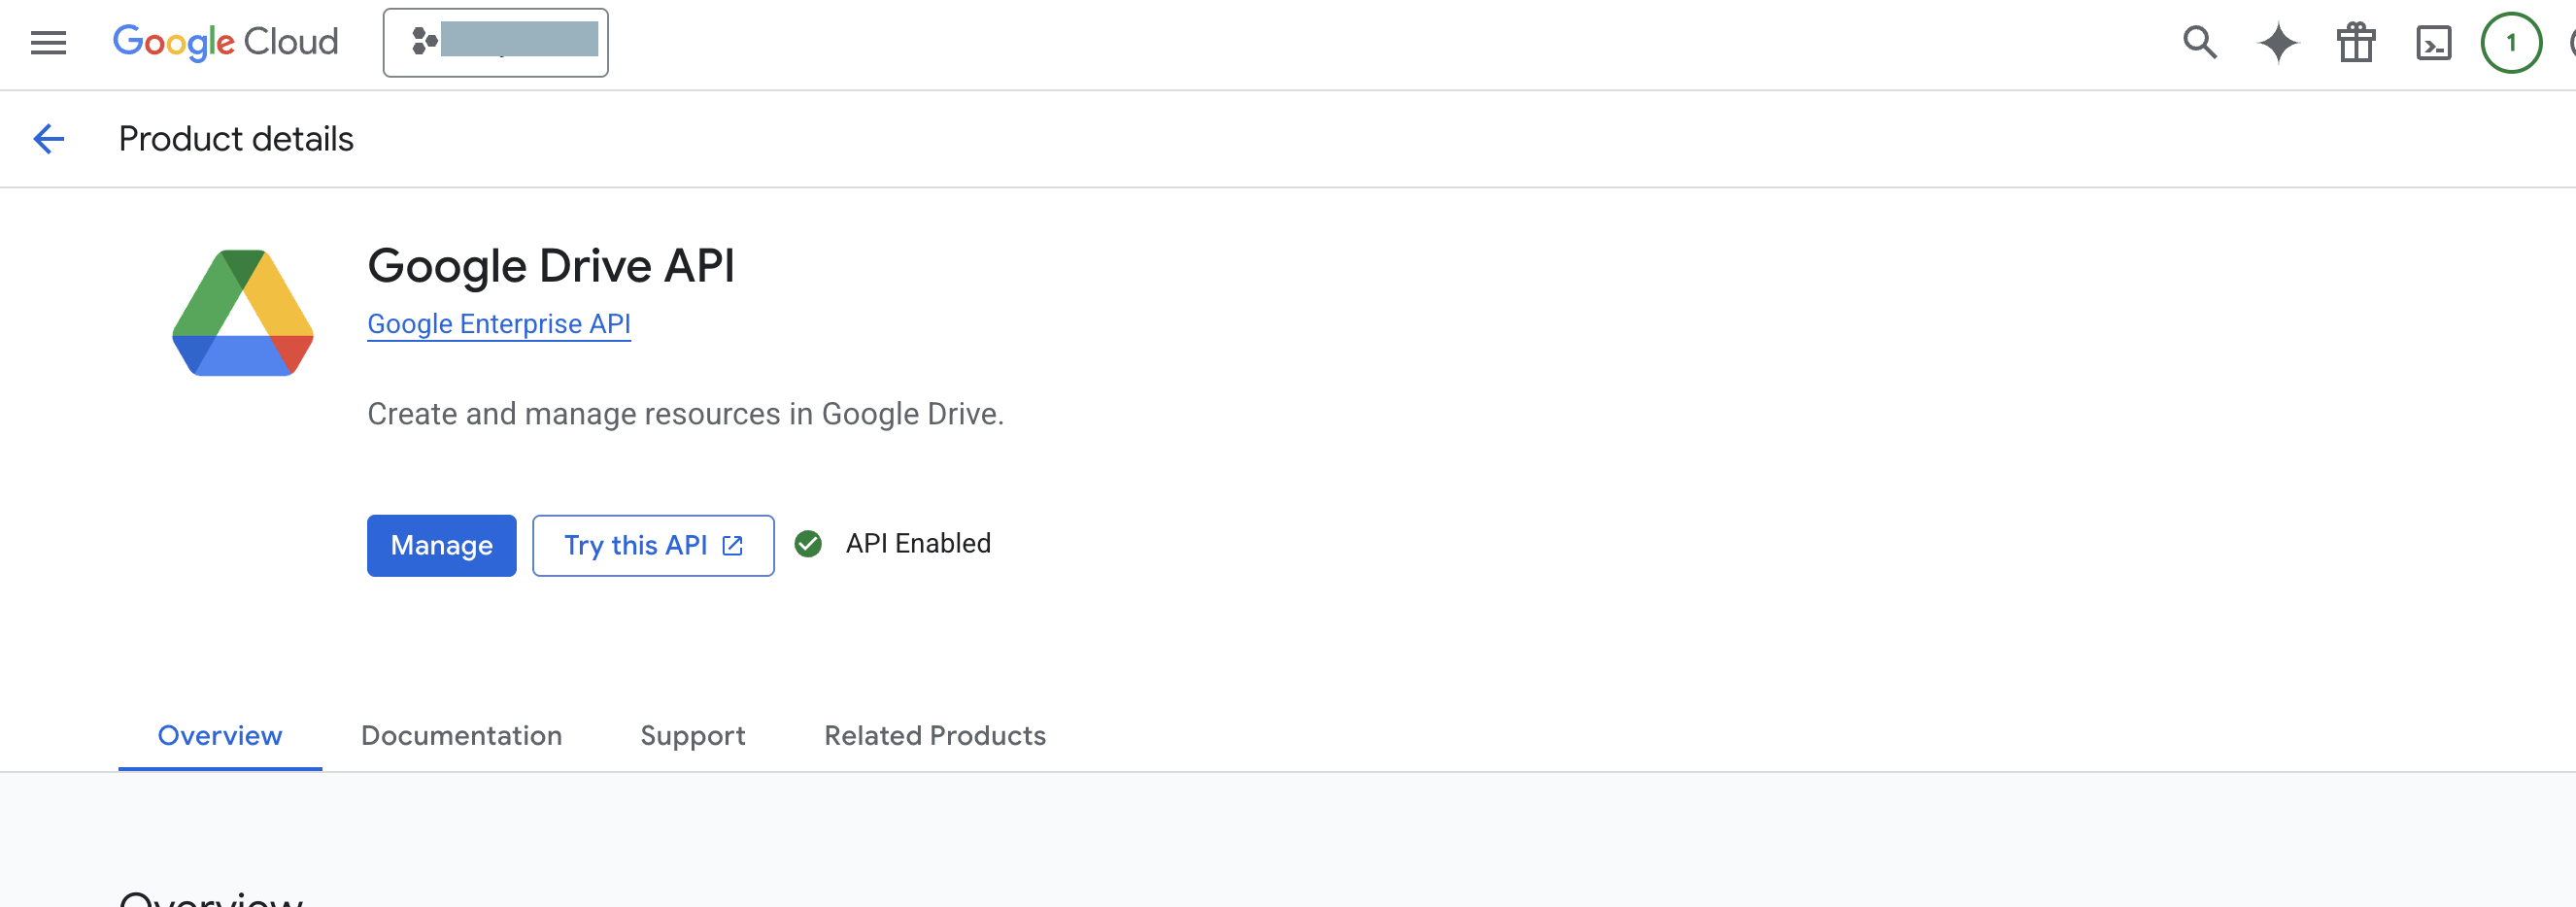 Google Cloud
1
Product details
Google Drive API
Google Enterprise API
Create and manage resources in Google Drive.
Manage
Try this API
API Enabled
Overview
Documentation
Support
Related Products
Overview